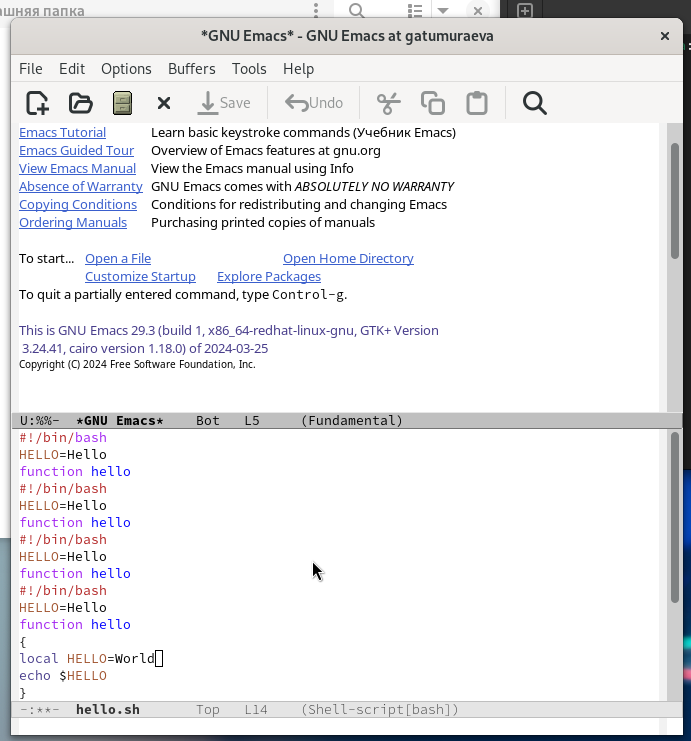 ашняя папка
*GNU Emacs* - GNU Emacs at gatumuraeva
File Edit Options Buffers Tools Help
Save Undo
Emacs Tutorial Learn basic keystroke commands (Учебник Emacs)
Emacs Guided Tour Overview of Emacs features at gnu.org
View Emacs Manual View the Emacs manual using Info
Absence of Warranty GNU Emacs comes with ABSOLUTELY NO WARRANTY
Copying Conditions Conditions for redistributing and changing Emacs
Ordering Manuals Purchasing printed copies of manuals
To start... Open a File Open Home Directory
Customize Startup Explore Packages
To quit a partially entered command, type Control-g.
This is GNU Emacs 29.3 (build 1, x86_64-redhat-linux-gnu, GTK+ Version
3.24.41, cairo version 1.18.0) of 2024-03-25
Copyright (C) 2024 Free Software Foundation, Inc.
U:%%- *GNU Emacs* Bot L5 (Fundamental)
#!/bin/bash
HELLO=Hello
function hello
#!/bin/bash
HELLO=Hello
function hello
#!/bin/bash
HELLO=Hello
function hello
#!/bin/bash
HELLO=Hello
function hello
{
local HELLO=World
echo $HELLO
}
-:**- hello.sh Top L14 (Shell-script[bash])